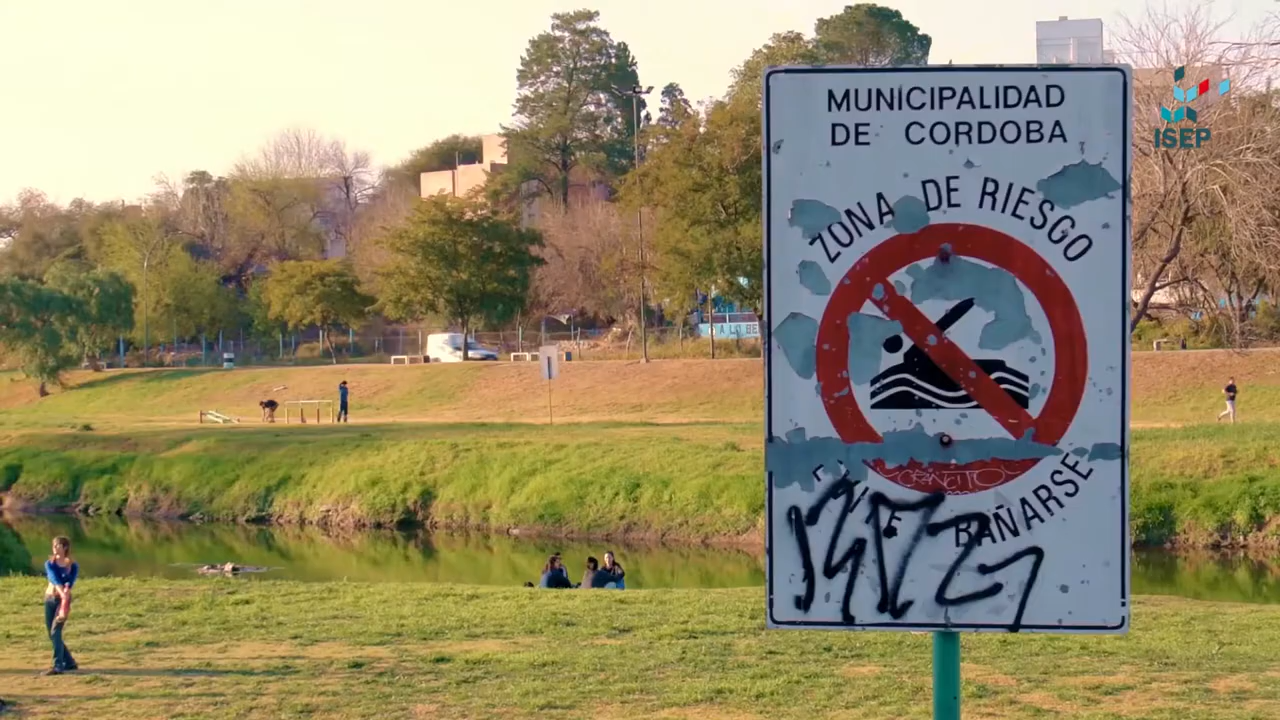 MUNICIPALIDAD
DE CORDOBA
ZONA DE RIESGO
BAÑARSE
ISEP